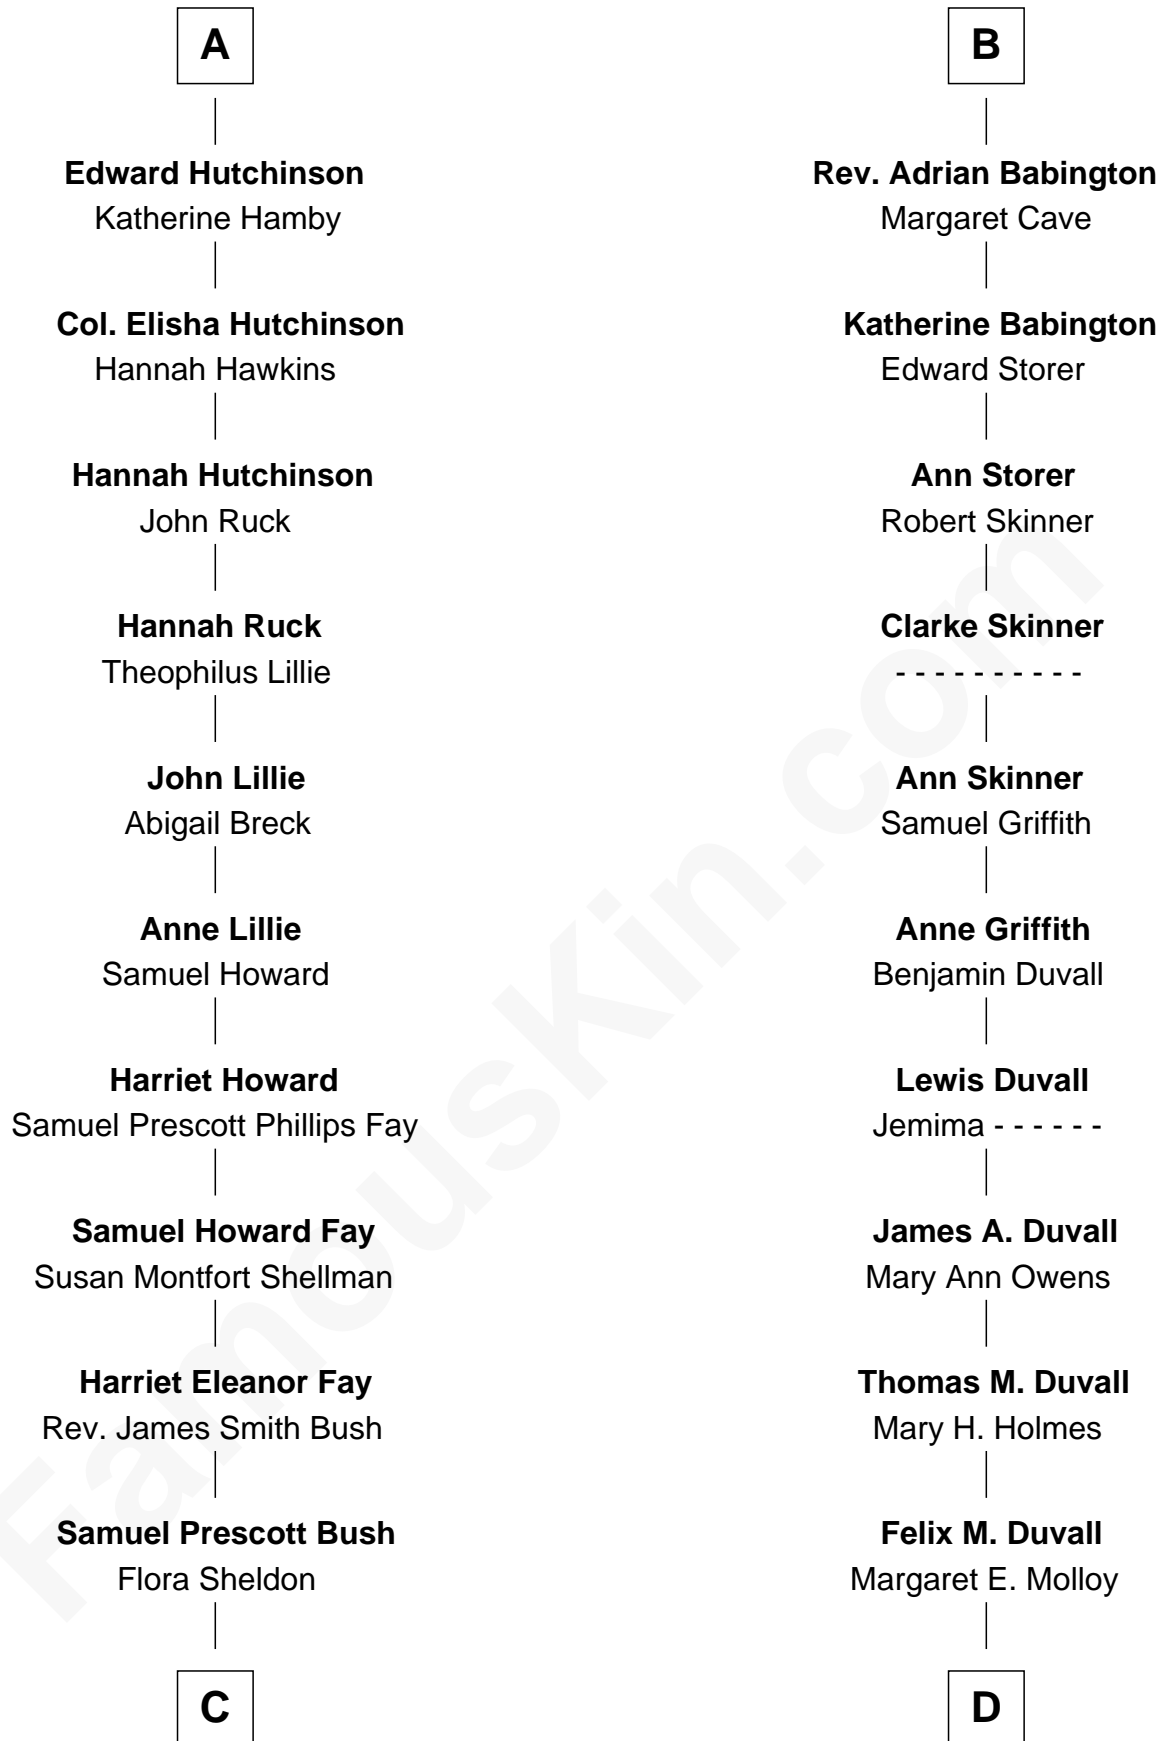 A
Edward Hutchinson
Katherine Hamby
Col. Elisha Hutchinson
Hannah Hawkins
Hannah Hutchinson
John Ruck
Hannah Ruck
Theophilus Lillie
John Lillie
Abigail Breck
Anne Lillie
Samuel Howard
Harriet Howard
Samuel Prescott Phillips Fay
Samuel Howard Fay
Susan Montfort Shellman
Harriet Eleanor Fay
Rev. James Smith Bush
Samuel Prescott Bush
Flora Sheldon
C
B
Rev. Adrian Babington
Margaret Cave
Katherine Babington
Edward Storer
Ann Storer
Robert Skinner
Clarke Skinner
- - - - - - - - - -
Ann Skinner
Samuel Griffith
Anne Griffith
Benjamin Duvall
Lewis Duvall
Jemima - - - - - -
James A. Duvall
Mary Ann Owens
Thomas M. Duvall
Mary H. Holmes
Felix M. Duvall
Margaret E. Molloy
D
FamousKin.com